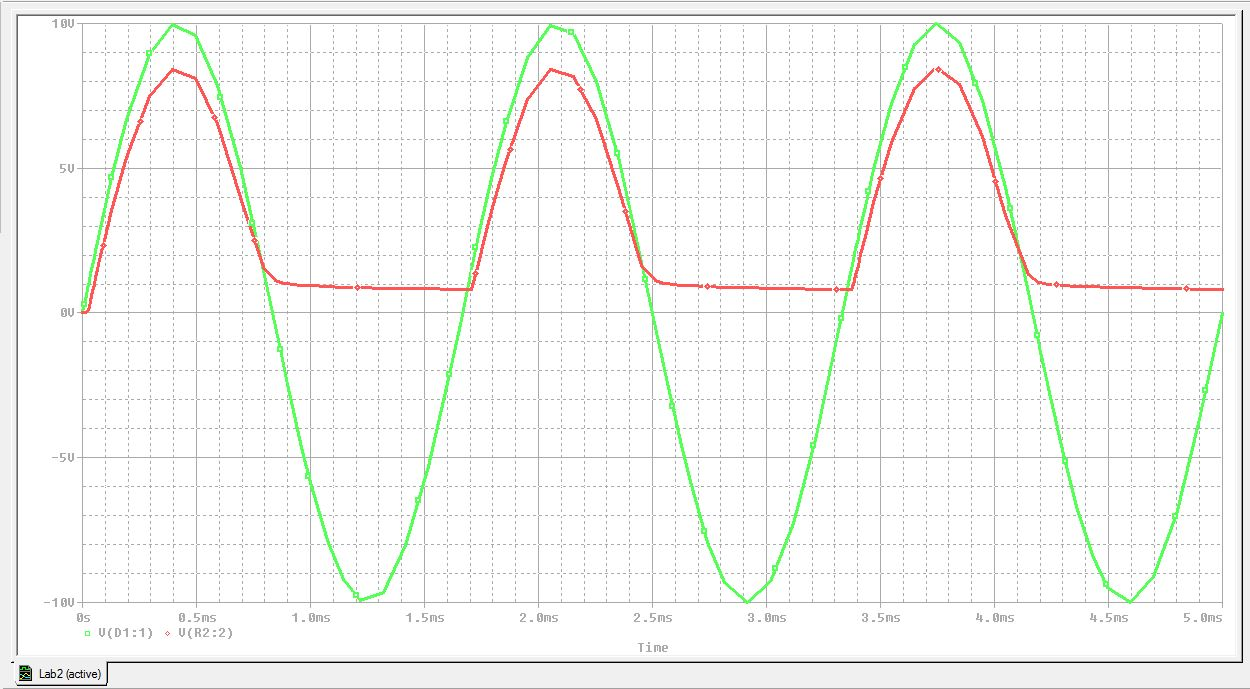 10V
5V
0V
-5V
-10V
0s 0.5ms 1.0ms 1.5ms 2.0ms 2.5ms 3.0ms 3.5ms 4.0ms 4.5ms 5.0ms
V(D1:1) V(R2:2)
Time
Lab2 (active)